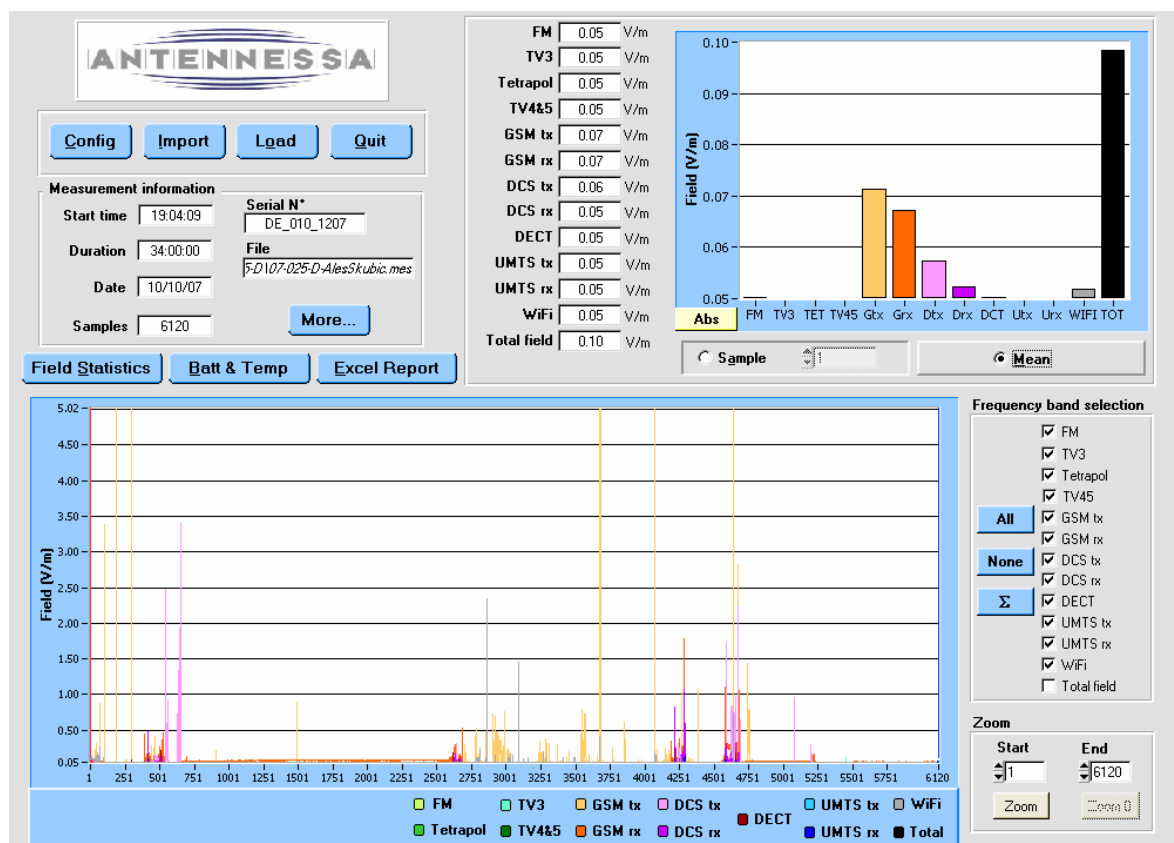 ANTENNESSA
Config Import Load Quit
Measurement information
Start time 19:04:09
Serial N°
DE_010_1207
Duration 34:00:00
File
5-D\07-025-D-AlesSkubic.mes
Date 10/10/07
Samples 6120
More...
Field Statistics Batt & Temp Excel Report
FM 0.05 V/m
TV3 0.05 V/m
Tetrapol 0.05 V/m
TV4&5 0.05 V/m
GSM tx 0.07 V/m
GSM rx 0.07 V/m
DCS tx 0.06 V/m
DCS rx 0.05 V/m
DECT 0.05 V/m
UMTS tx 0.05 V/m
UMTS rx 0.05 V/m
WiFi 0.05 V/m
Total field 0.10 V/m
Field (V/m)
0.10
0.09
0.08
0.07
0.06
0.05
Abs
FM TV3 TET TV45 Gtx Grx Dtx Drx DCT Utx Urx WIFI TOT
Sample 1 Mean
Field (V/m)
5.02
4.50
4.00
3.50
3.00
2.50
2.00
1.50
1.00
0.50
0.05
1 251 501 751 1001 1251 1501 1751 2001 2251 2501 2751 3001 3251 3501 3751 4001 4251 4501 4751 5001 5251 5501 5751 6120
FM TV3 GSM tx DCS tx DECT UMTS tx WiFi
Tetrapol TV4&5 GSM rx DCS rx UMTS rx Total
Frequency band selection
FM
TV3
Tetrapol
TV45
All
GSM tx
GSM rx
None
DCS tx
DCS rx
Σ
DECT
UMTS tx
UMTS rx
WiFi
Total field
Zoom
Start End
1 6120
Zoom Zoom 0